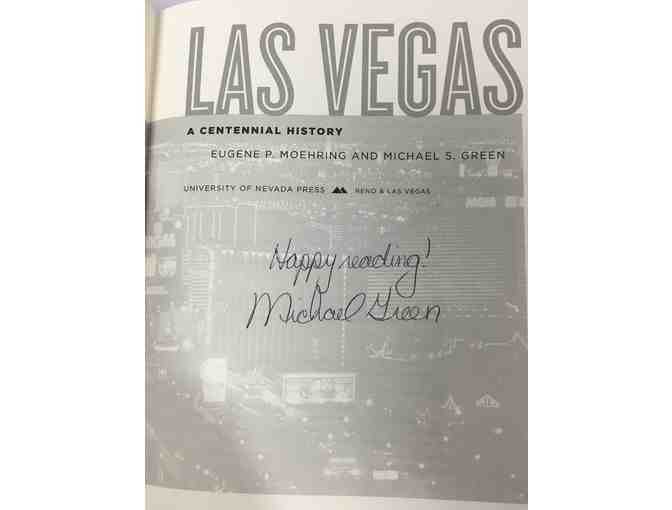 LAS VEGAS
A CENTENNIAL HISTORY
EUGENE P. MOEHRING AND MICHAEL S. GREEN
UNIVERSITY OF NEVADA PRESS RENO & LAS VEGAS
MGM
Happy reading!
Michael Green